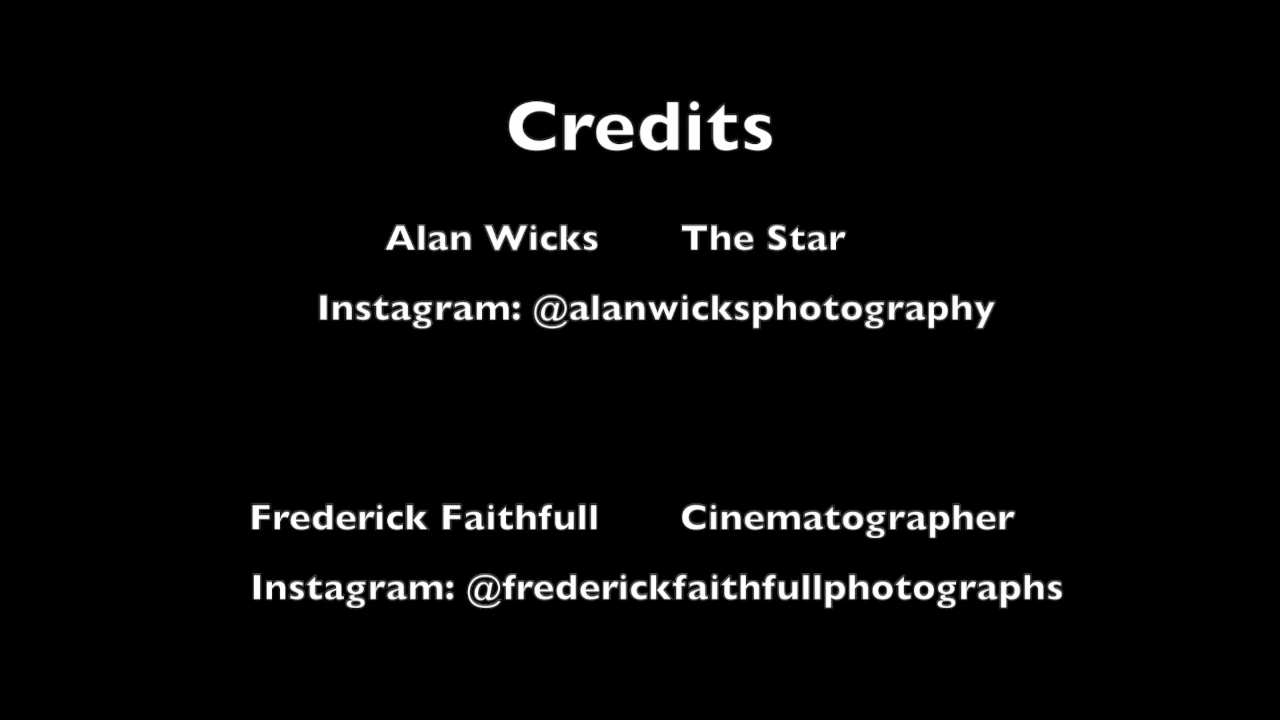 Credits
Alan Wicks The Star
Instagram: @alanwicksphotography
Frederick Faithfull Cinematographer
Instagram: @frederickfaithfullphotographs